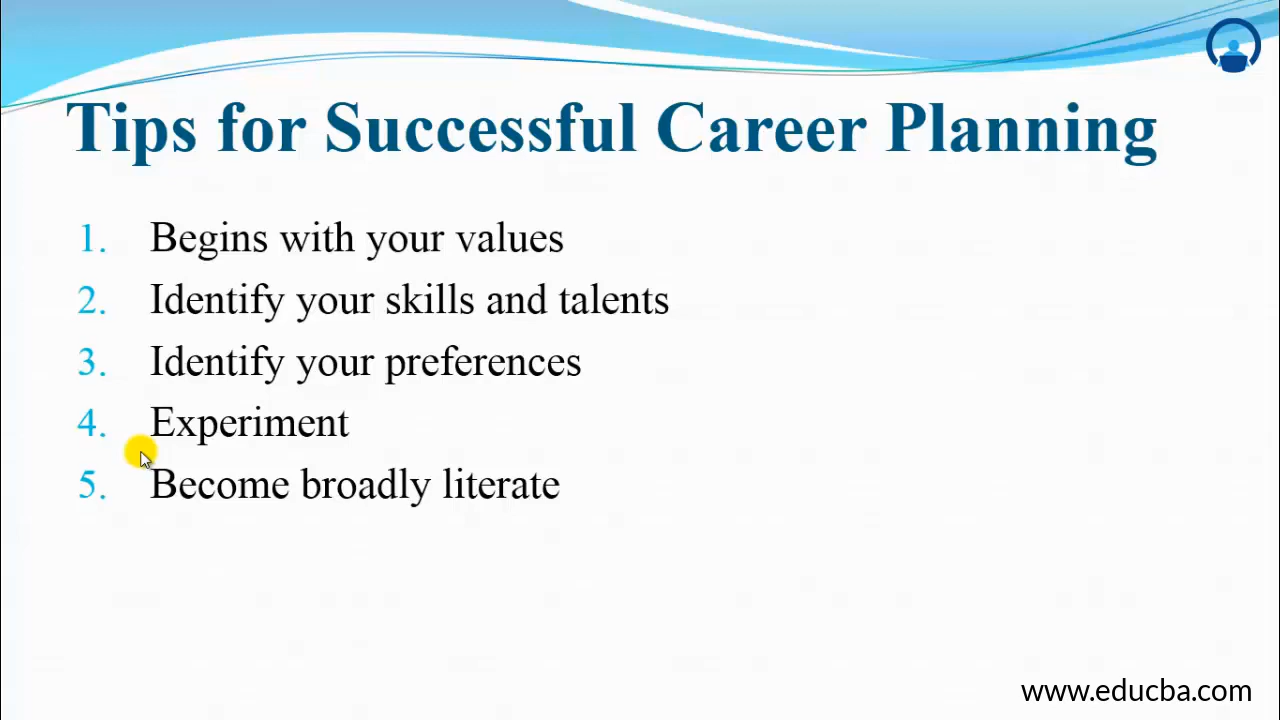 Tips for Successful Career Planning
1. Begins with your values
2. Identify your skills and talents
3. Identify your preferences
4. Experiment
5. Become broadly literate
www.educba.com